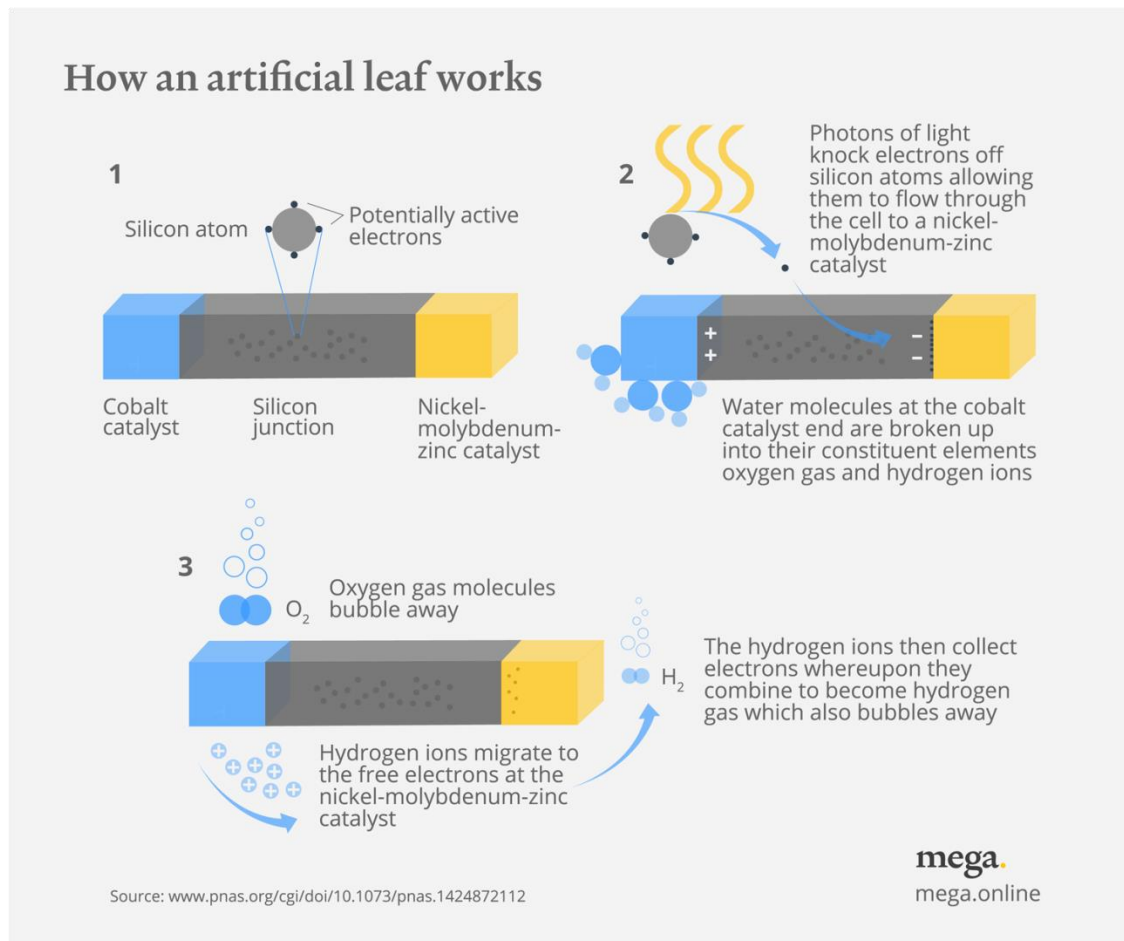 How an artificial leaf works
1
Silicon atom
Potentially active
electrons
Cobalt
catalyst
Silicon
junction
Nickel-
molybdenum-
zinc catalyst
2
Photons of light
knock electrons off
silicon atoms allowing
them to flow through
the cell to a nickel-
molybdenum-zinc
catalyst
+
+
−
−
Water molecules at the cobalt
catalyst end are broken up
into their constituent elements
oxygen gas and hydrogen ions
3
O2
Oxygen gas molecules
bubble away
Hydrogen ions migrate to
the free electrons at the
nickel-molybdenum-zinc
catalyst
H2
The hydrogen ions then collect
electrons whereupon they
combine to become hydrogen
gas which also bubbles away
Source: www.pnas.org/cgi/doi/10.1073/pnas.1424872112
mega.
mega.online